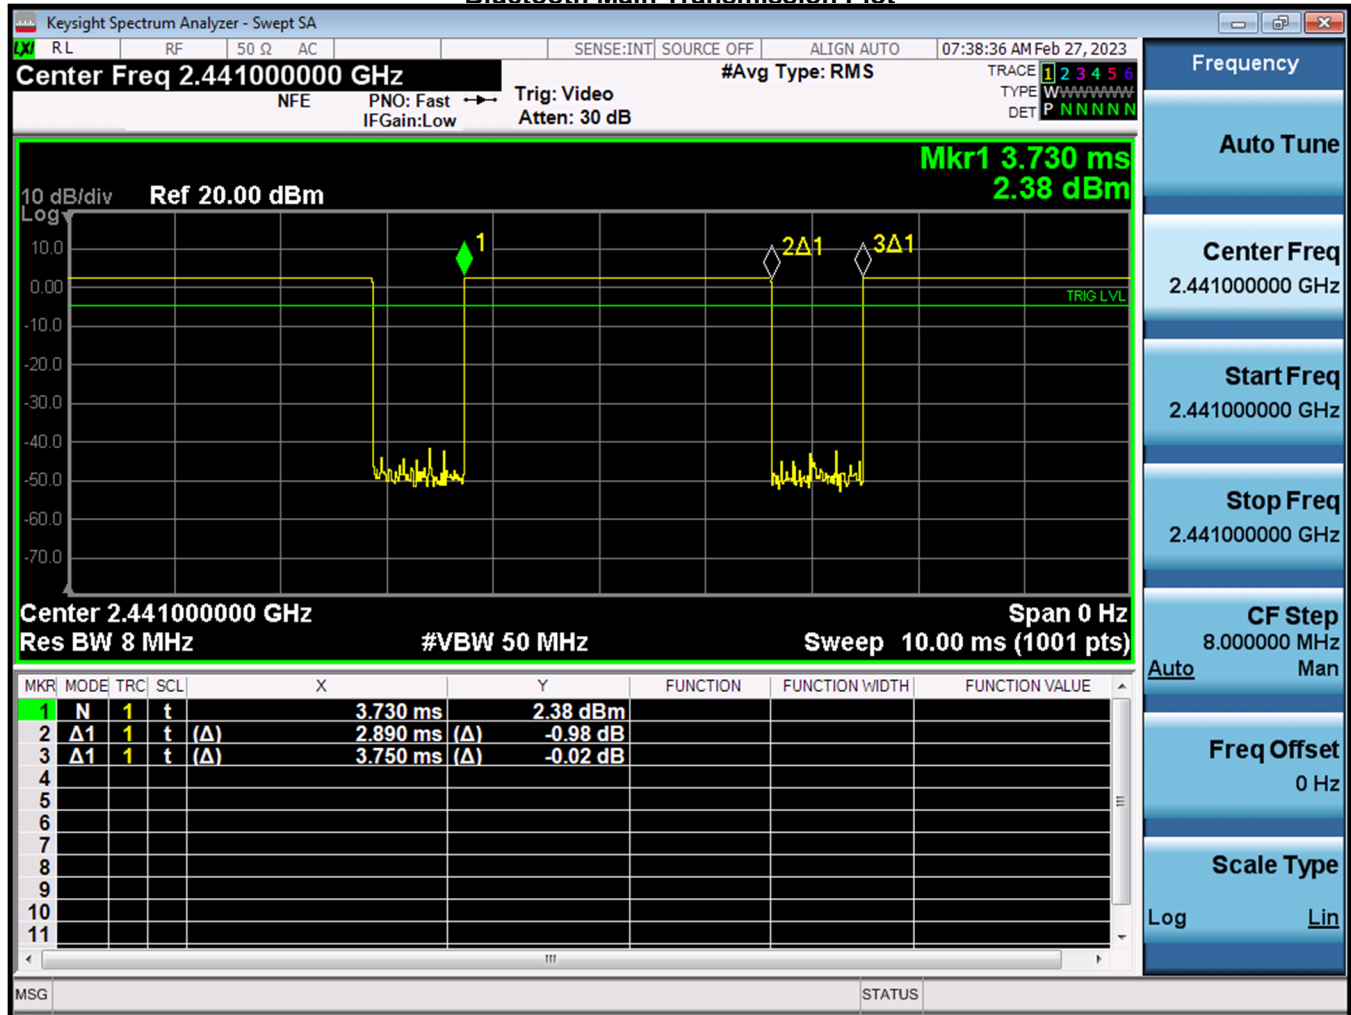 Bluetooth Main Transmission Plot
Keysight Spectrum Analyzer - Swept SA
LXI RL RF 50 Ω AC SENSE:INT SOURCE OFF ALIGN AUTO 07:38:36 AM Feb 27, 2023
Center Freq 2.441000000 GHz
NFE PNO: Fast IFGain:Low
Trig: Video
Atten: 30 dB
#Avg Type: RMS
TRACE 1 2 3 4 5 6
TYPE WWWWWWW
DET P N N N N N
Mkr1 3.730 ms
2.38 dBm
10 dB/div Ref 20.00 dBm
Log
10.0
0.00
-10.0
-20.0
-30.0
-40.0
-50.0
-60.0
-70.0
1
2Δ1
3Δ1
TRIG LVL
Center 2.441000000 GHz Span 0 Hz
Res BW 8 MHz #VBW 50 MHz Sweep 10.00 ms (1001 pts)
MKR MODE TRC SCL X Y FUNCTION FUNCTION WIDTH FUNCTION VALUE
1 N 1 t 3.730 ms 2.38 dBm
2 Δ1 1 t (Δ) 2.890 ms (Δ) -0.98 dB
3 Δ1 1 t (Δ) 3.750 ms (Δ) -0.02 dB
4
5
6
7
8
9
10
11
MSG STATUS
Frequency
Auto Tune
Center Freq
2.441000000 GHz
Start Freq
2.441000000 GHz
Stop Freq
2.441000000 GHz
CF Step
8.000000 MHz
Auto Man
Freq Offset
0 Hz
Scale Type
Log Lin